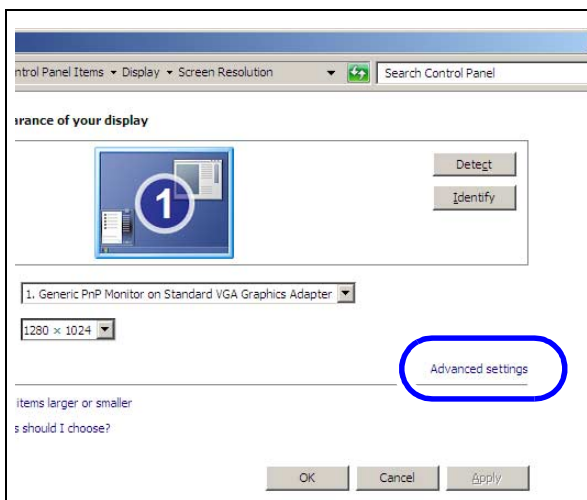 ntrol Panel Items ▾ Display ▾ Screen Resolution
Search Control Panel
arance of your display
1
Detect
Identify
1. Generic PnP Monitor on Standard VGA Graphics Adapter
1280 × 1024
Advanced settings
items larger or smaller
s should I choose?
OK Cancel Apply